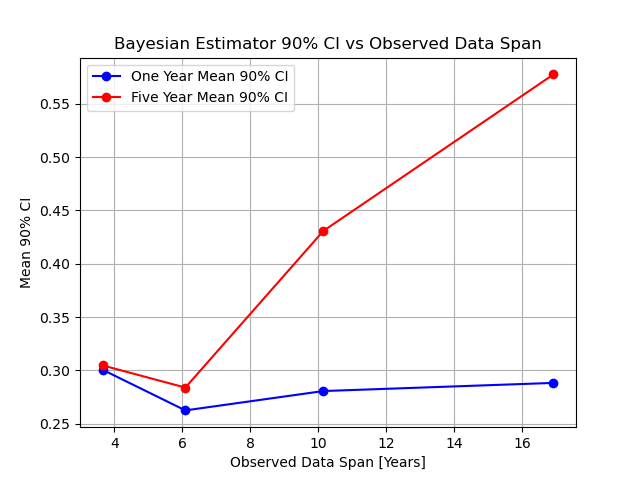 Bayesian Estimator 90% CI vs Observed Data Span
One Year Mean 90% CI
Five Year Mean 90% CI
Mean 90% CI
0.55
0.50
0.45
0.40
0.35
0.30
0.25
4 6 8 10 12 14 16
Observed Data Span [Years]